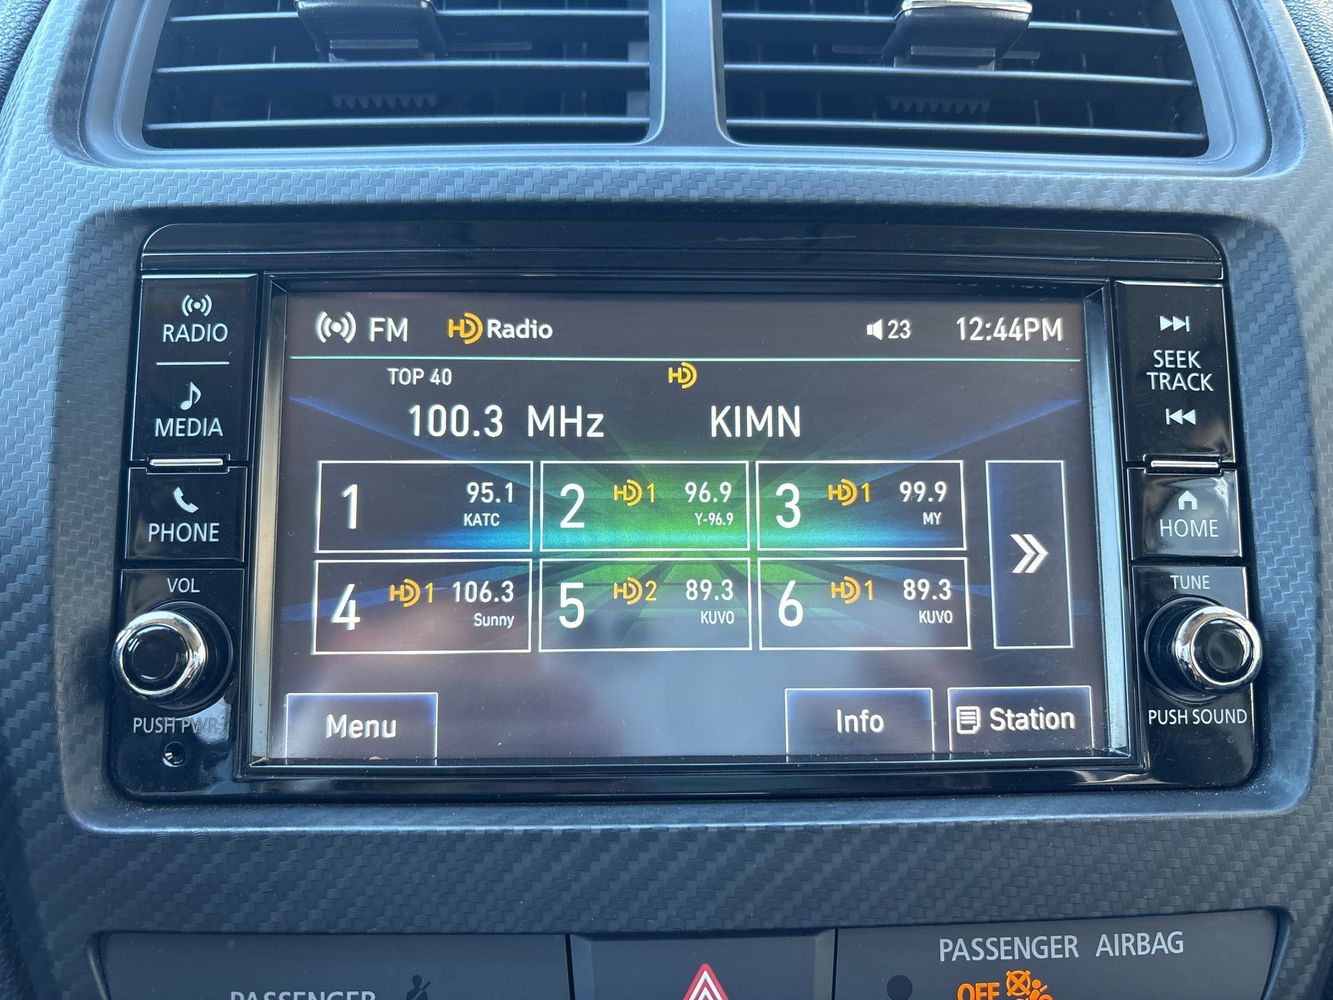 RADIO
MEDIA
PHONE
VOL
PUSH PWR
FM HD Radio 23 12:44PM
TOP 40 HD
100.3 MHz KIMN
1 95.1
KATC
2 HD1 96.9
Y-96.9
3 HD1 99.9
MY
4 HD1 106.3
Sunny
5 HD2 89.3
KUVO
6 HD1 89.3
KUVO
Menu Info Station
SEEK
TRACK
HOME
TUNE
PUSH SOUND
PASSENGER AIRBAG
PASSENGER OFF